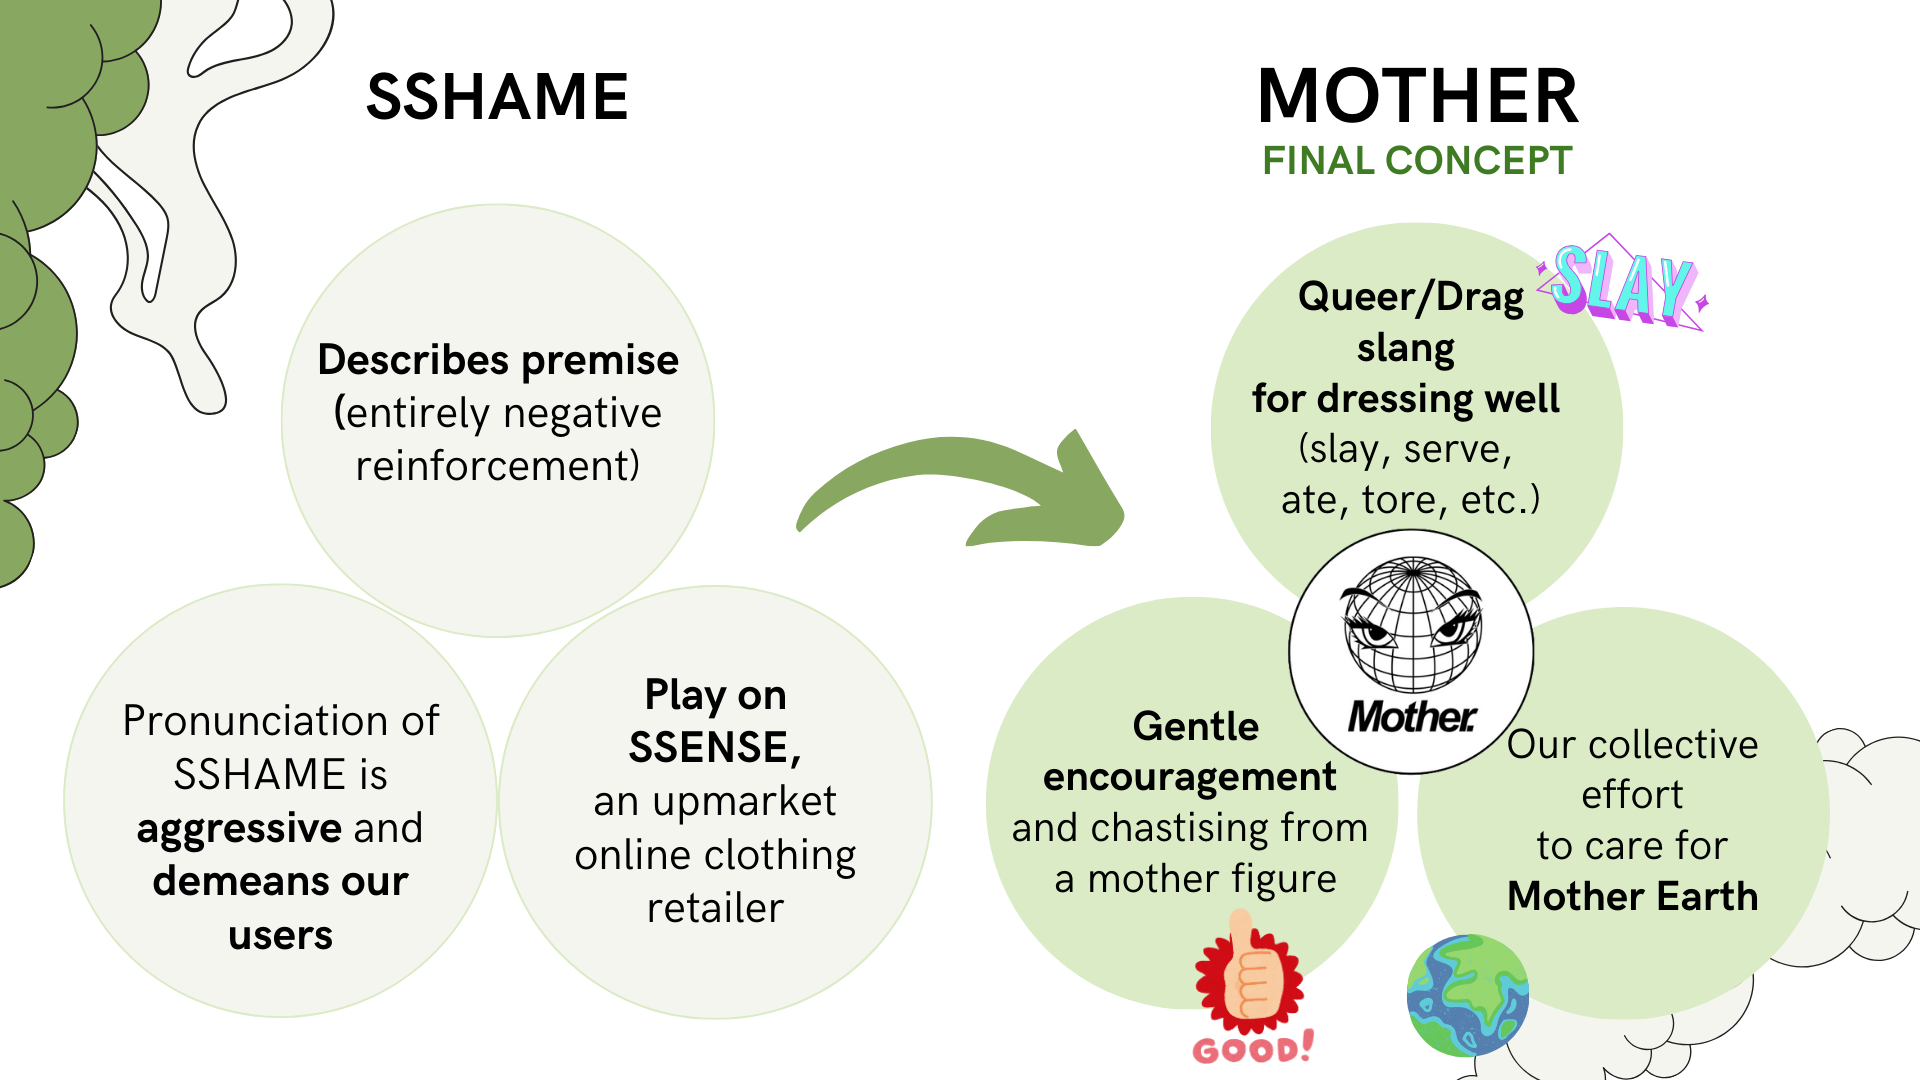 SSHAME
Describes premise
(entirely negative
reinforcement)
Pronunciation of
SSHAME is
aggressive and
demeans our
users
Play on
SSENSE,
an upmarket
online clothing
retailer
MOTHER
FINAL CONCEPT
Queer/Drag
slang
for dressing well
(slay, serve,
ate, tore, etc.)
SLAY
Mother.
Gentle
encouragement
and chastising from
a mother figure
GOOD!
Our collective
effort
to care for
Mother Earth